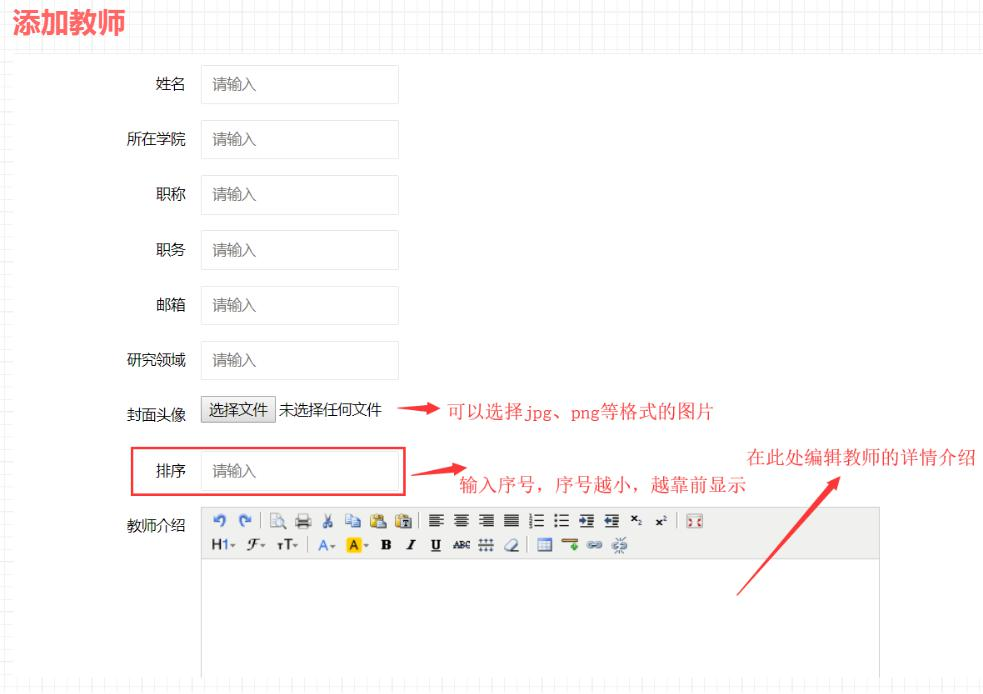 添加教师
姓名 请输入
所在学院 请输入
职称 请输入
职务 请输入
邮箱 请输入
研究领域 请输入
封面头像 选择文件 未选择任何文件 可以选择jpg、png等格式的图片
在此处编辑教师的详情介绍
排序 请输入
输入序号，序号越小，越靠前显示
教师介绍
H1 F TT A A B I U ABC